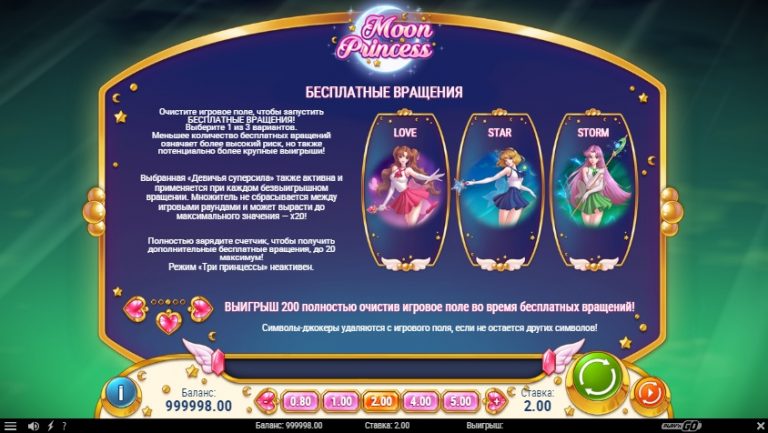 Moon
Princess
БЕСПЛАТНЫЕ ВРАЩЕНИЯ
Очистите игровое поле, чтобы запустить
БЕСПЛАТНЫЕ ВРАЩЕНИЯ!
Выберите 1 из 3 вариантов.
Меньшее количество бесплатных вращений
означает более высокий риск, но также
потенциально более крупные выигрыши!
Выбранная «Девичья суперсила» также активна и
применяется при каждом безвыигрышном
вращении. Множитель не сбрасывается между
игровыми раундами и может вырасти до
максимального значения – x20!
Полностью зарядите счетчик, чтобы получить
дополнительные бесплатные вращения, до 20
максимум!
Режим «Три принцессы» неактивен.
LOVE
STAR
STORM
ВЫИГРЫШ 200 полностью очистив игровое поле во время бесплатных вращений!
Символы-джокеры удаляются с игрового поля, если не остается других символов!
i
Баланс:
999998.00
- 0.80 1.00 2.00 4.00 5.00 +
Ставка:
2.00
? Баланс: 999998.00 Ставка: 2.00 Выигрыш: PLAY'N GO